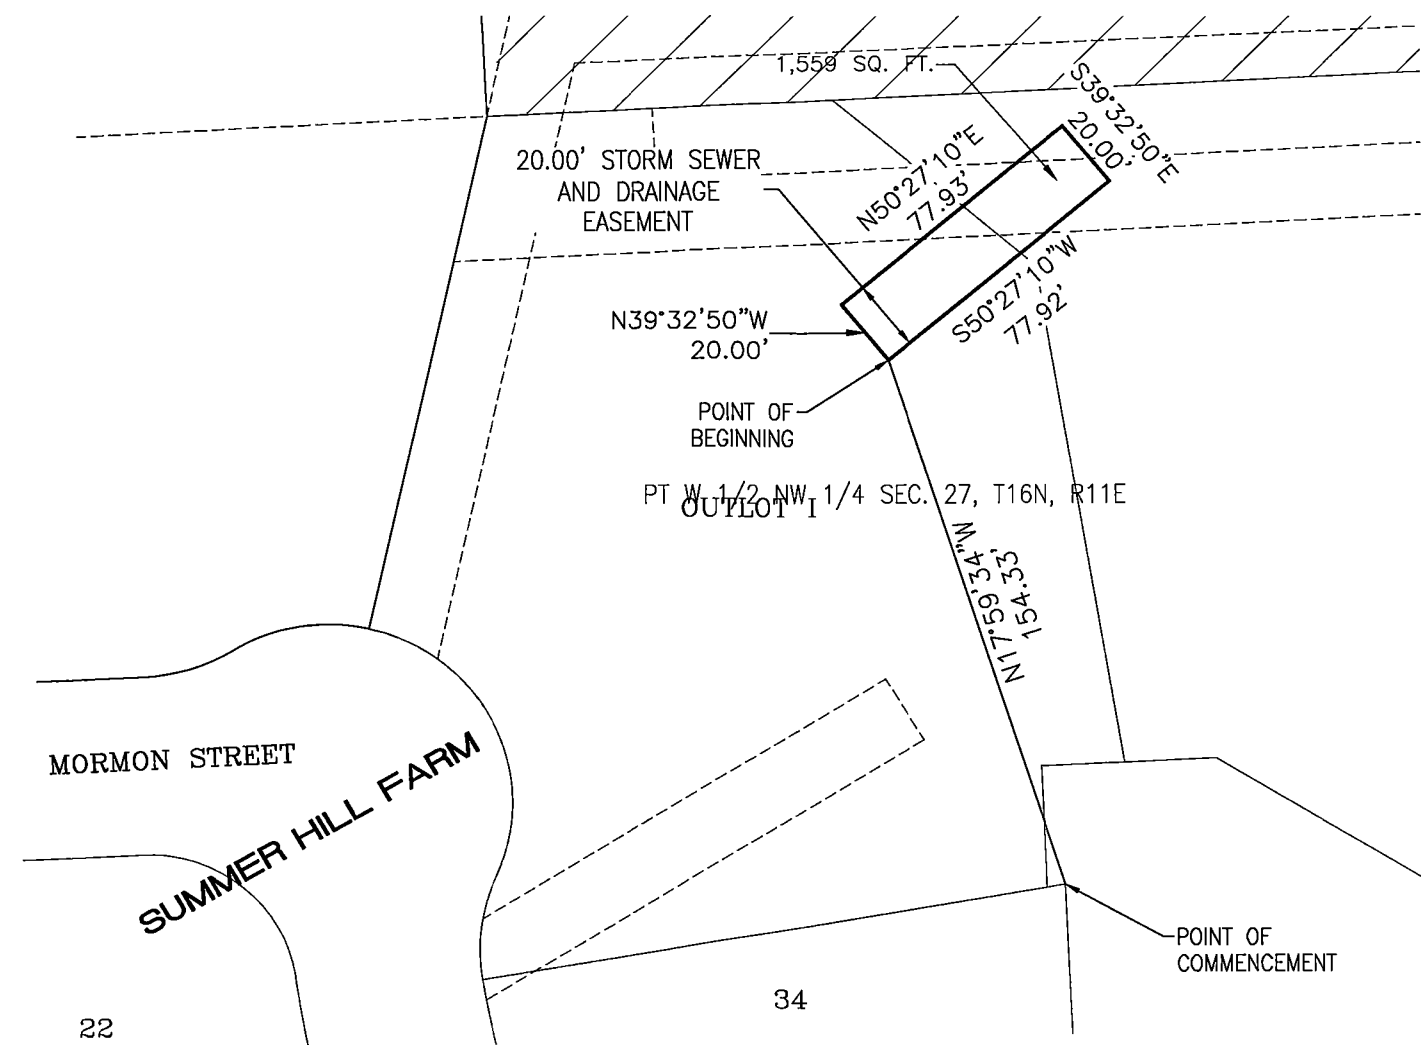 1,559 SQ. FT.
S39°32'50"E
20.00'
20.00' STORM SEWER
AND DRAINAGE
EASEMENT
N50°27'10"E
77.93'
S50°27'10"W
77.92'
N39°32'50"W
20.00'
POINT OF
BEGINNING
PT W 1/2 NW 1/4 SEC. 27, T16N, R11E
OUTLOT I
N17°59'34"W
154.33'
MORMON STREET
SUMMER HILL FARM
POINT OF
COMMENCEMENT
34
22